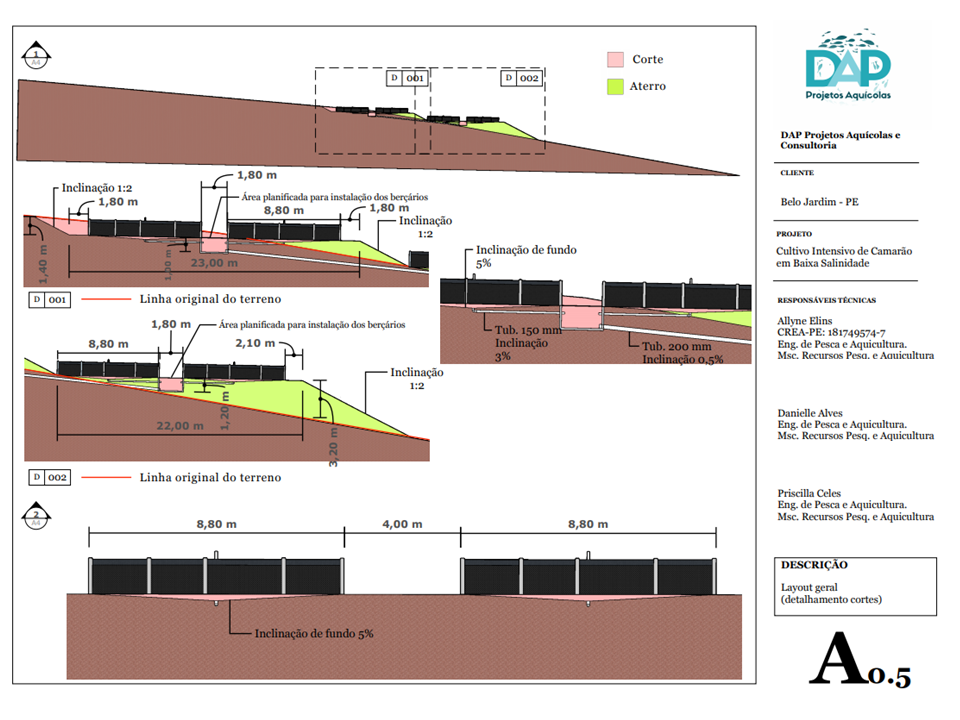 1
A4
Corte
Aterro
D 001
D 002
Inclinação 1:2
1,80 m
1,80 m
Área planificada para instalação dos berçários
8,80 m
1,80 m
Inclinação
1:2
1,40 m
23,00 m
D 001
Linha original do terreno
Inclinação de fundo
5%
Tub. 150 mm
Inclinação
3%
Tub. 200 mm
Inclinação 0,5%
1,80 m
Área planificada para instalação dos berçários
8,80 m
2,10 m
Inclinação
1:2
1,20 m
22,00 m
3,20 m
D 002
Linha original do terreno
2
A4
8,80 m
4,00 m
8,80 m
Inclinação de fundo 5%
DAP
Projetos Aquícolas
DAP Projetos Aquícolas e
Consultoria
CLIENTE
Belo Jardim - PE
PROJETO
Cultivo Intensivo de Camarão
em Baixa Salinidade
RESPONSÁVEIS TÉCNICAS
Allyne Elins
CREA-PE: 181749574-7
Eng. de Pesca e Aquicultura.
Msc. Recursos Pesq. e Aquicultura
Danielle Alves
Eng. de Pesca e Aquicultura.
Msc. Recursos Pesq. e Aquicultura
Priscilla Celes
Eng. de Pesca e Aquicultura.
Msc. Recursos Pesq. e Aquicultura
DESCRIÇÃO
Layout geral
(detalhamento cortes)
A0.5